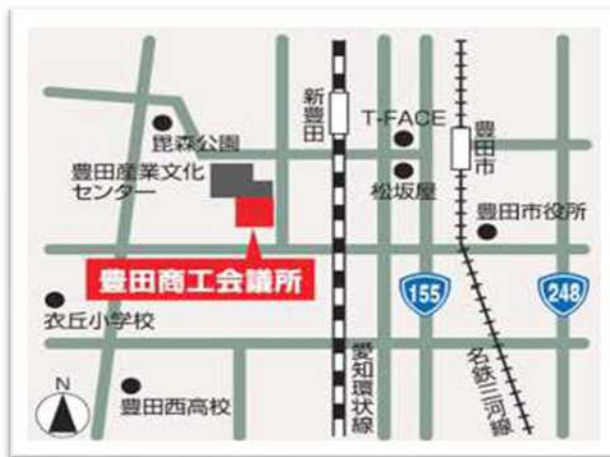 新豊田
T-FACE
豊田市
毘森公園
豊田産業文化
センター
松坂屋
豊田市役所
豊田商工会議所
155
248
衣丘小学校
愛知環状線
名鉄三河線
N
豊田西高校